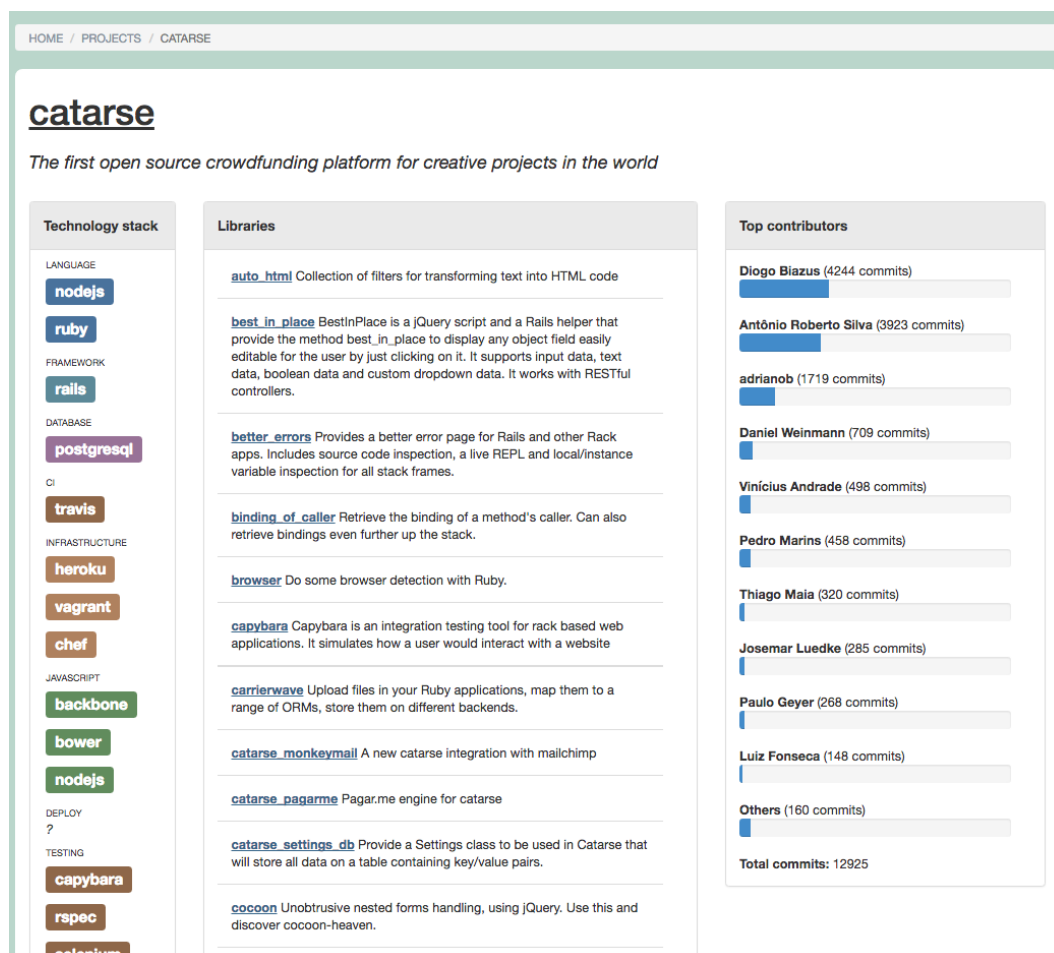 HOME / PROJECTS / CATARSE
catarse
The first open source crowdfunding platform for creative projects in the world
Technology stack
LANGUAGE
nodejs
ruby
FRAMEWORK
rails
DATABASE
postgresql
CI
travis
INFRASTRUCTURE
heroku
vagrant
chef
JAVASCRIPT
backbone
bower
nodejs
DEPLOY
?
TESTING
capybara
rspec
selenium
Libraries
auto_html Collection of filters for transforming text into HTML code
best_in_place BestInPlace is a jQuery script and a Rails helper that
provide the method best_in_place to display any object field easily
editable for the user by just clicking on it. It supports input data, text
data, boolean data and custom dropdown data. It works with RESTful
controllers.
better_errors Provides a better error page for Rails and other Rack
apps. Includes source code inspection, a live REPL and local/instance
variable inspection for all stack frames.
binding_of_caller Retrieve the binding of a method's caller. Can also
retrieve bindings even further up the stack.
browser Do some browser detection with Ruby.
capybara Capybara is an integration testing tool for rack based web
applications. It simulates how a user would interact with a website
carrierwave Upload files in your Ruby applications, map them to a
range of ORMs, store them on different backends.
catarse_monkeymail A new catarse integration with mailchimp
catarse_pagarme Pagar.me engine for catarse
catarse_settings_db Provide a Settings class to be used in Catarse that
will store all data on a table containing key/value pairs.
cocoon Unobtrusive nested forms handling, using jQuery. Use this and
discover cocoon-heaven.
Top contributors
Diogo Biazus (4244 commits)
Antônio Roberto Silva (3923 commits)
adrianob (1719 commits)
Daniel Weinmann (709 commits)
Vinícius Andrade (498 commits)
Pedro Marins (458 commits)
Thiago Maia (320 commits)
Josemar Luedke (285 commits)
Paulo Geyer (268 commits)
Luiz Fonseca (148 commits)
Others (160 commits)
Total commits: 12925